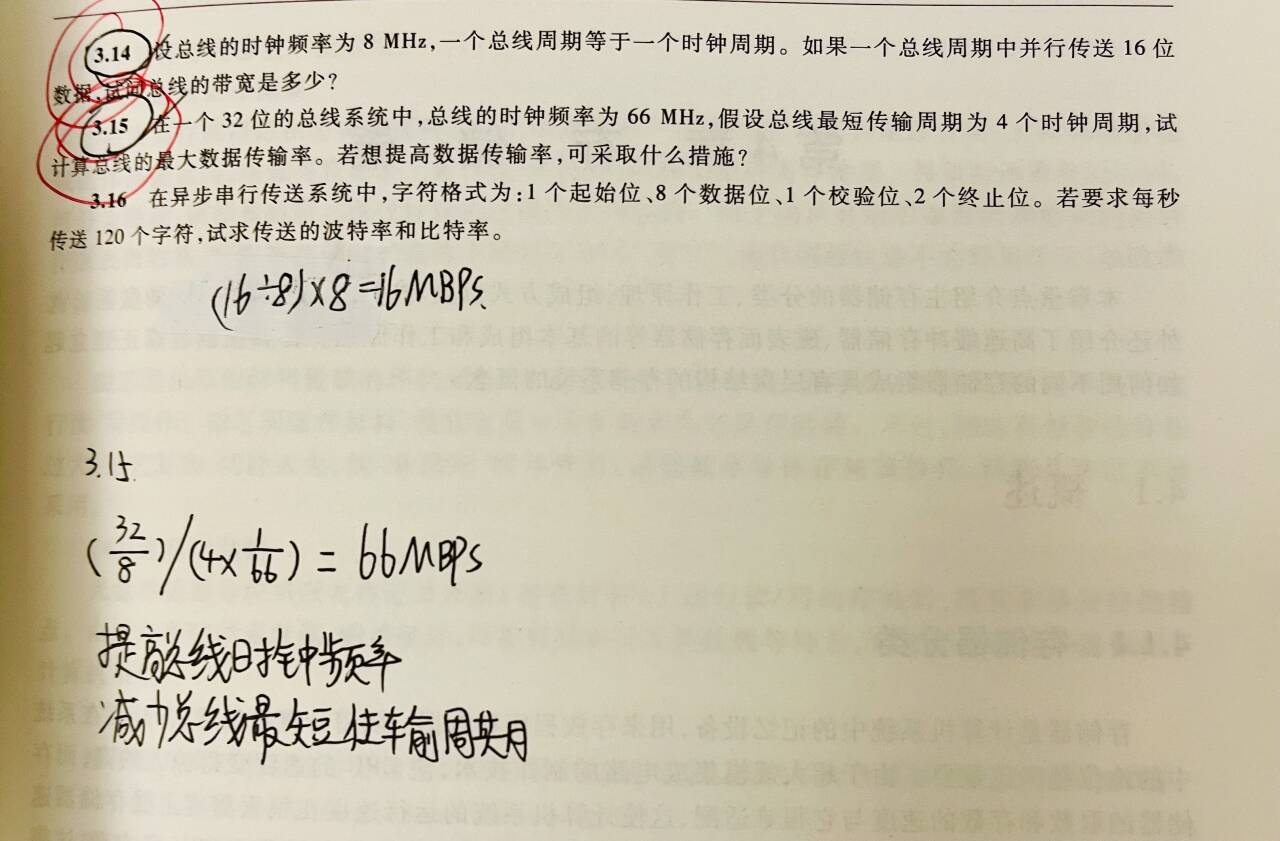 3.14 设总线的时钟频率为 8 MHz,一个总线周期等于一个时钟周期。如果一个总线周期中并行传送 16 位
数据,试问总线的带宽是多少?
3.15 在一个 32 位的总线系统中,总线的时钟频率为 66 MHz,假设总线最短传输周期为 4 个时钟周期,试
计算总线的最大数据传输率。若想提高数据传输率,可采取什么措施?
3.16 在异步串行传送系统中,字符格式为:1 个起始位、8 个数据位、1 个校验位、2 个终止位。若要求每秒
传送 120 个字符,试求传送的波特率和比特率。
(16÷8)×8=16MBPs
3.15
(32/8)/(4×1/66) = 66MBPs
提高总线时钟频率
减少总线最短传输周期